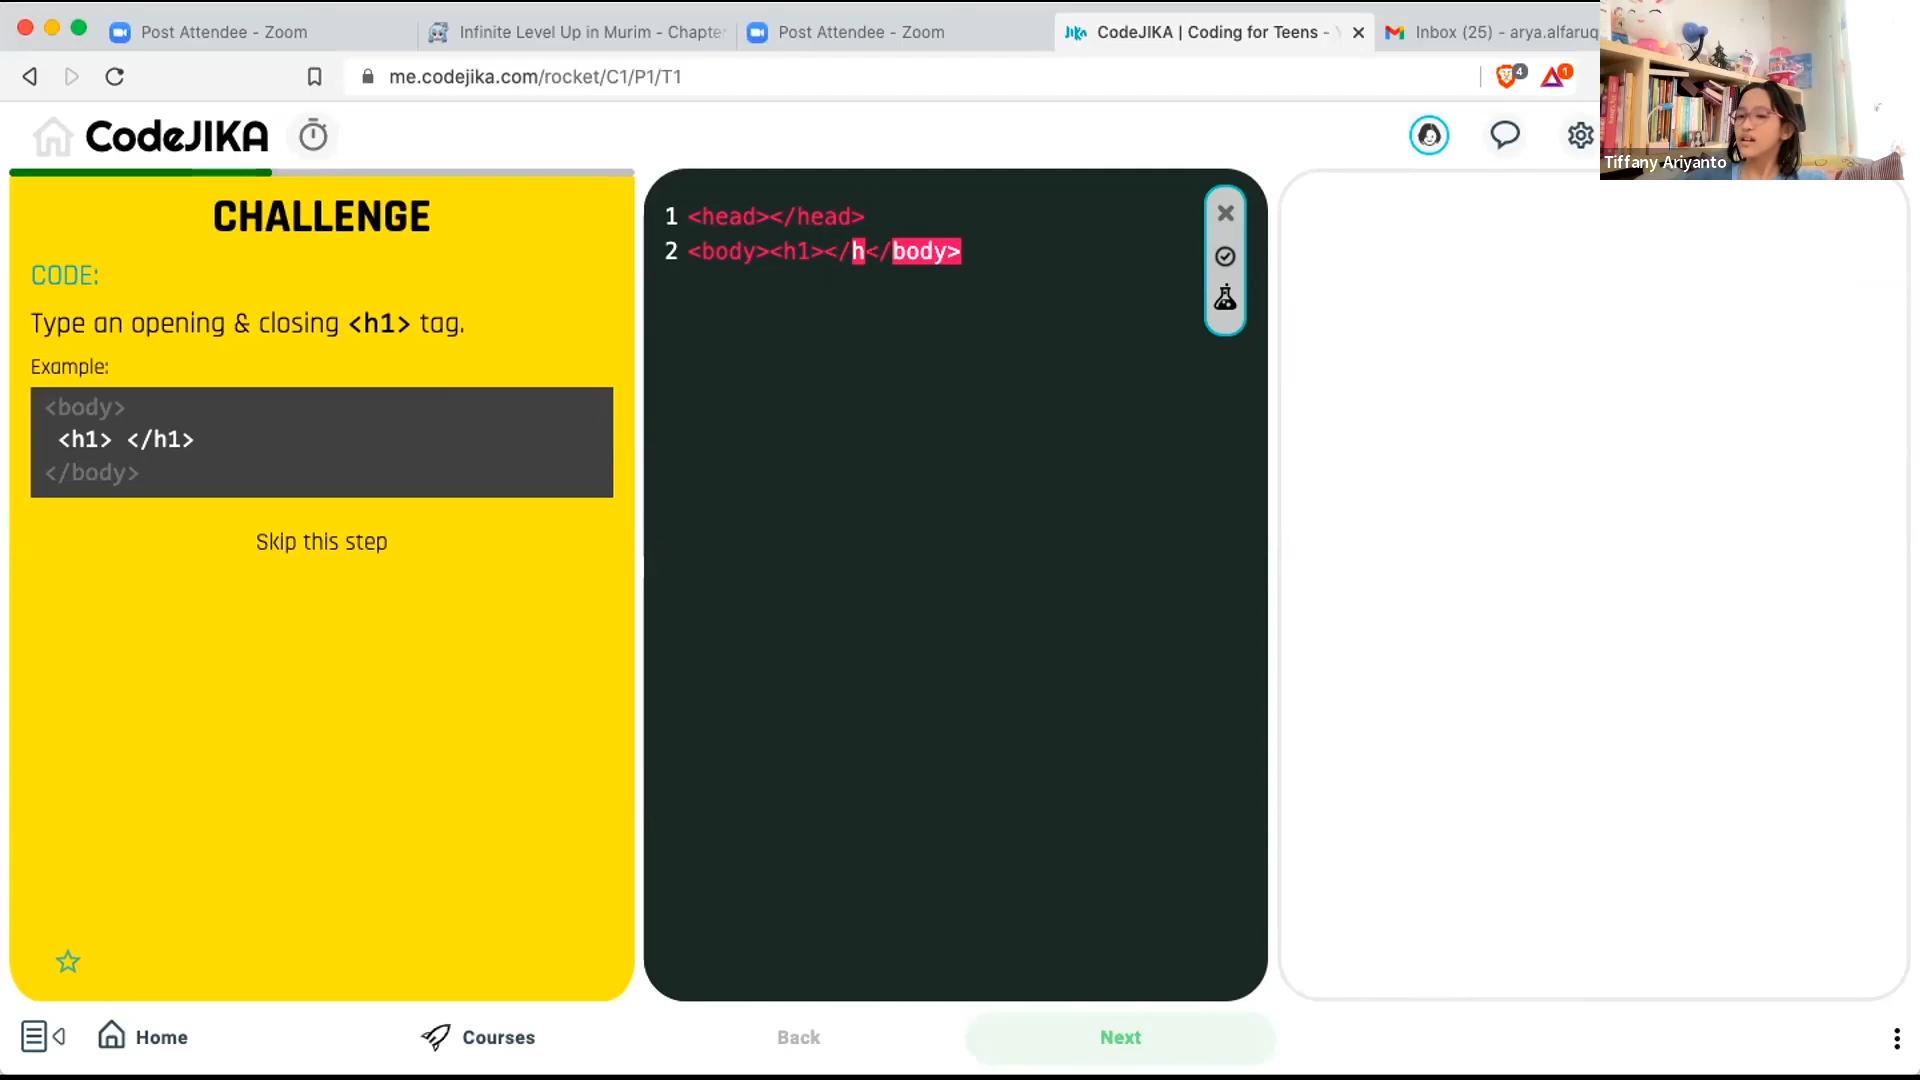 Post Attendee - Zoom
Infinite Level Up in Murim - Chapter
Post Attendee - Zoom
CodeJIKA | Coding for Teens -
Inbox (25) - arya.alfaruq
me.codejika.com/rocket/C1/P1/T1
4
1
CodeJIKA
Tiffany Ariyanto
CHALLENGE
CODE:
Type an opening & closing <h1> tag.
Example:
<body>
<h1> </h1>
</body>
Skip this step
1 <head></head>
2 <body><h1></h</body>
Home
Courses
Back
Next